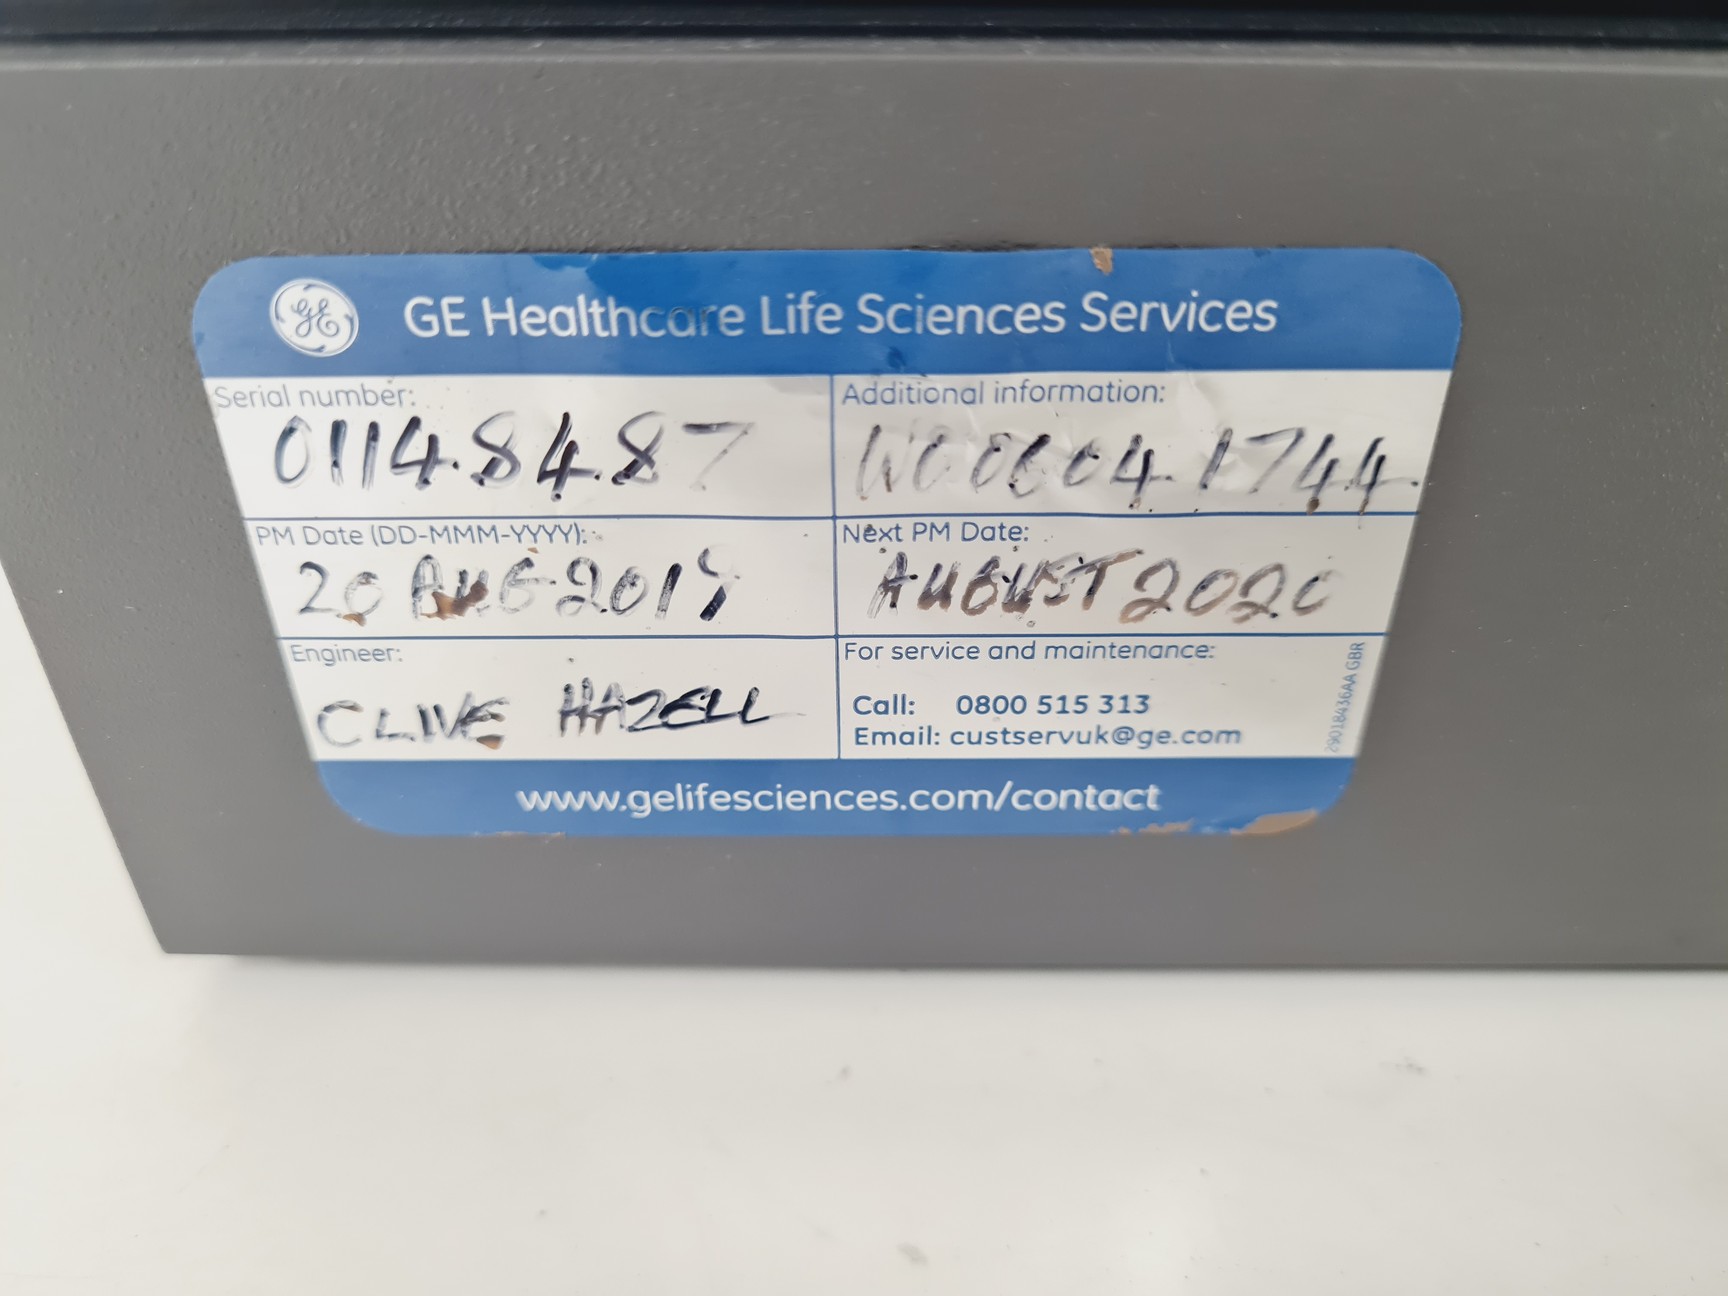 GE GE Healthcare Life Sciences Services
Serial number:
01148487
Additional information:
WO06041744
PM Date (DD-MMM-YYYY):
20 AUG 2019
Next PM Date:
AUGUST 2020
Engineer:
CLIVE HAZELL
For service and maintenance:
Call: 0800 515 313
Email: custservuk@ge.com
29018436AA GBR
www.gelifesciences.com/contact